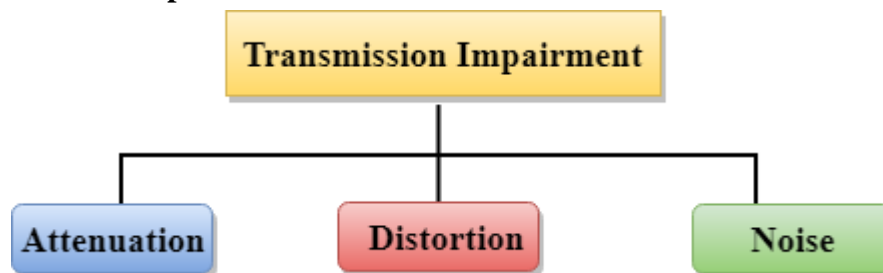 Transmission Impairment
Attenuation
Distortion
Noise